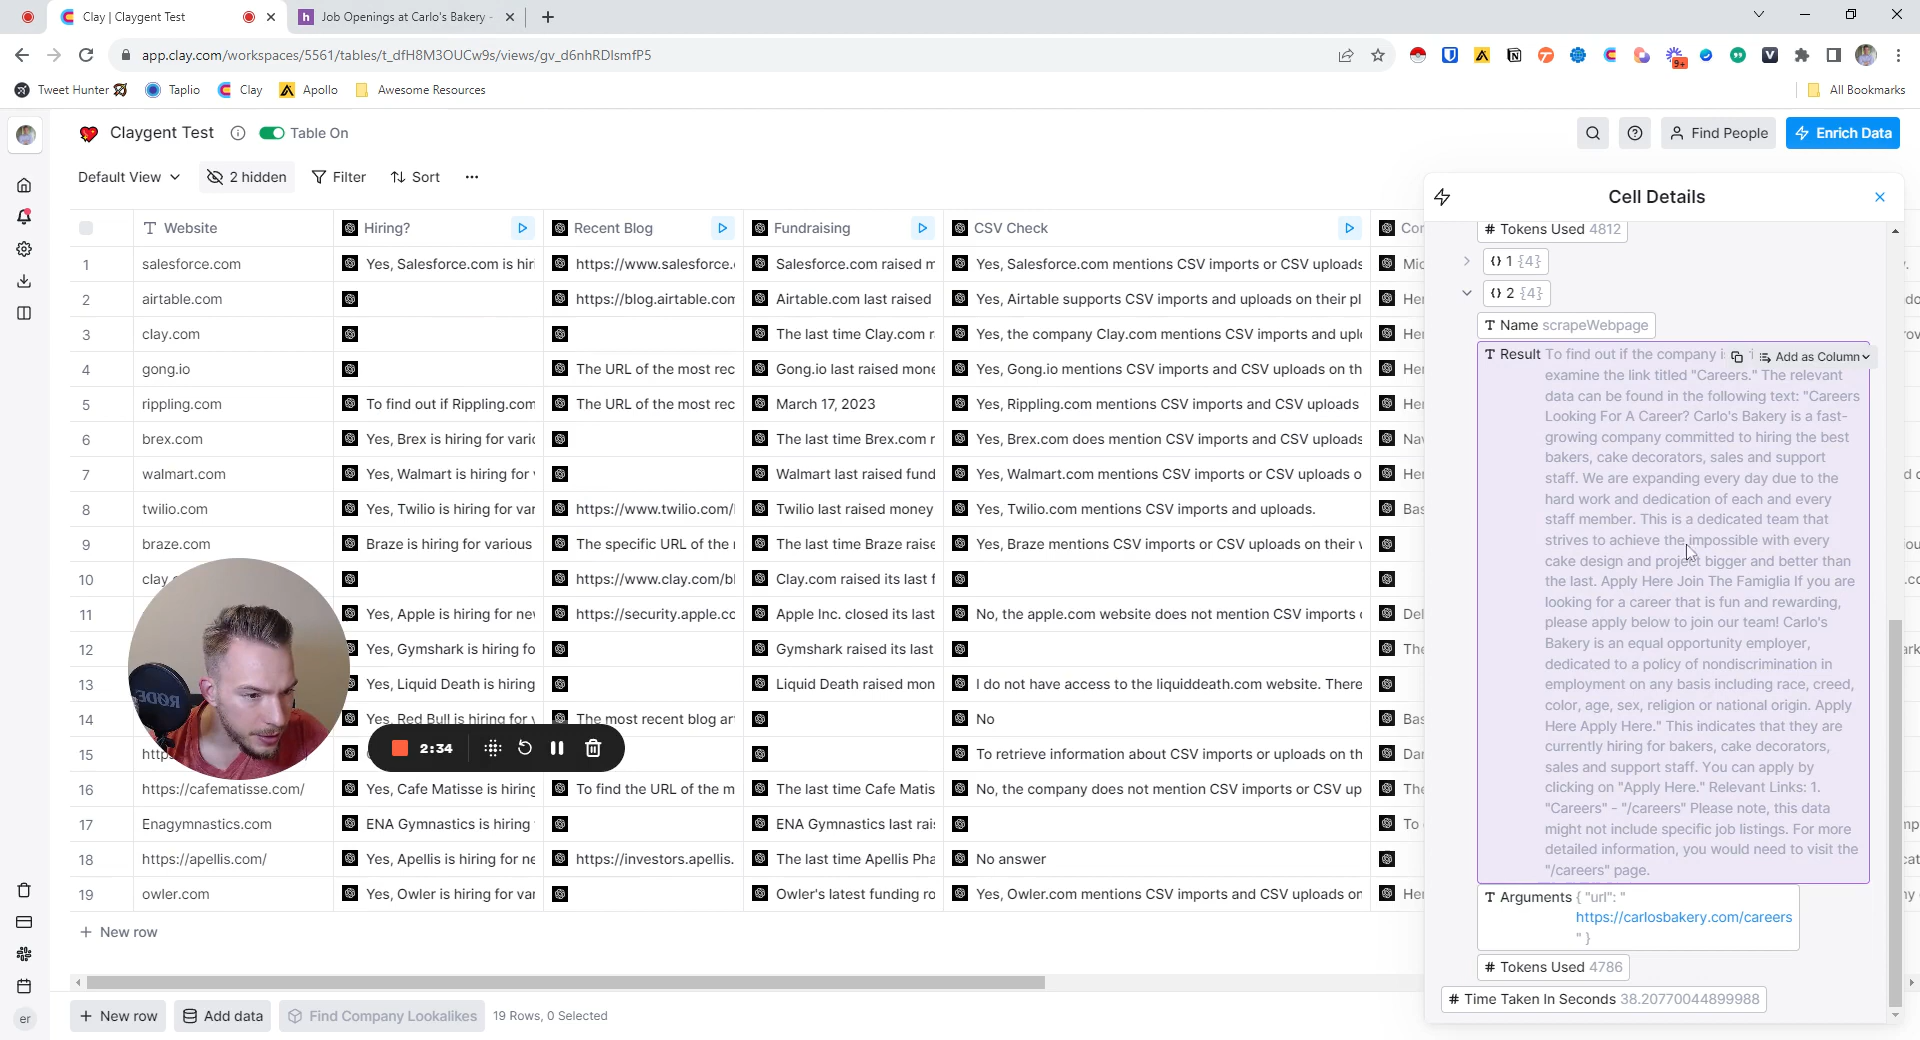 Clay | Claygent Test
Job Openings at Carlo's Bakery -
app.clay.com/workspaces/5561/tables/t_dfH8M3OUCw9s/views/gv_d6nhRDIsmfP5
9+
Tweet Hunter
Taplio
Clay
Apollo
Awesome Resources
All Bookmarks
Claygent Test
Table On
Find People
Enrich Data
Default View
2 hidden
Filter
Sort
Website
Hiring?
Recent Blog
Fundraising
CSV Check
1 salesforce.com Yes, Salesforce.com is hir https://www.salesforce. Salesforce.com raised m Yes, Salesforce.com mentions CSV imports or CSV uploads Mic
2 airtable.com https://blog.airtable.com Airtable.com last raised Yes, Airtable supports CSV imports and uploads on their pl Her
3 clay.com The last time Clay.com r Yes, the company Clay.com mentions CSV imports and uplo Her
4 gong.io The URL of the most rec Gong.io last raised mone Yes, Gong.io mentions CSV imports and CSV uploads on th Her
5 rippling.com To find out if Rippling.com The URL of the most rec March 17, 2023 Yes, Rippling.com mentions CSV imports and CSV uploads Her
6 brex.com Yes, Brex is hiring for vario The last time Brex.com r Yes, Brex.com does mention CSV imports and CSV uploads Nav
7 walmart.com Yes, Walmart is hiring for Walmart last raised fund Yes, Walmart.com mentions CSV imports or CSV uploads o Her
8 twilio.com Yes, Twilio is hiring for var https://www.twilio.com/ Twilio last raised money Yes, Twilio.com mentions CSV imports and uploads. Bas
9 braze.com Braze is hiring for various The specific URL of the The last time Braze raise Yes, Braze mentions CSV imports or CSV uploads on their
10 clay https://www.clay.com/bl Clay.com raised its last f
11 Yes, Apple is hiring for nev https://security.apple.co Apple Inc. closed its last No, the apple.com website does not mention CSV imports Del
12 Yes, Gymshark is hiring fo Gymshark raised its last The
13 Yes, Liquid Death is hiring Liquid Death raised mon I do not have access to the liquiddeath.com website. There
14 Yes, Red Bull is hiring for The most recent blog ar No Bas
15 http To retrieve information about CSV imports or uploads on th Dar
16 https://cafematisse.com/ Yes, Cafe Matisse is hiring To find the URL of the m The last time Cafe Matis No, the company does not mention CSV imports or CSV up The
17 Enagymnastics.com ENA Gymnastics is hiring ENA Gymnastics last rai To
18 https://apellis.com/ Yes, Apellis is hiring for ne https://investors.apellis. The last time Apellis Pha No answer
19 owler.com Yes, Owler is hiring for var Owler's latest funding ro Yes, Owler.com mentions CSV imports and CSV uploads on Her
RØDE
2:34
New row
New row
Add data
Find Company Lookalikes
19 Rows, 0 Selected
er
Cell Details
# Tokens Used 4812
1 {4}
2 {4}
Name scrapeWebpage
Add as Column
Result To find out if the company
examine the link titled "Careers." The relevant
data can be found in the following text: "Careers
Looking For A Career? Carlo's Bakery is a fast-
growing company committed to hiring the best
bakers, cake decorators, sales and support
staff. We are expanding every day due to the
hard work and dedication of each and every
staff member. This is a dedicated team that
strives to achieve the impossible with every
cake design and project bigger and better than
the last. Apply Here Join The Famiglia If you are
looking for a career that is fun and rewarding,
please apply below to join our team! Carlo's
Bakery is an equal opportunity employer,
dedicated to a policy of nondiscrimination in
employment on any basis including race, creed,
color, age, sex, religion or national origin. Apply
Here Apply Here." This indicates that they are
currently hiring for bakers, cake decorators,
sales and support staff. You can apply by
clicking on "Apply Here." Relevant Links: 1.
"Careers" - "/careers" Please note, this data
might not include specific job listings. For more
detailed information, you would need to visit the
"/careers" page.
Arguments { "url": "
https://carlosbakery.com/careers
" }
# Tokens Used 4786
# Time Taken In Seconds 38.20770044899988